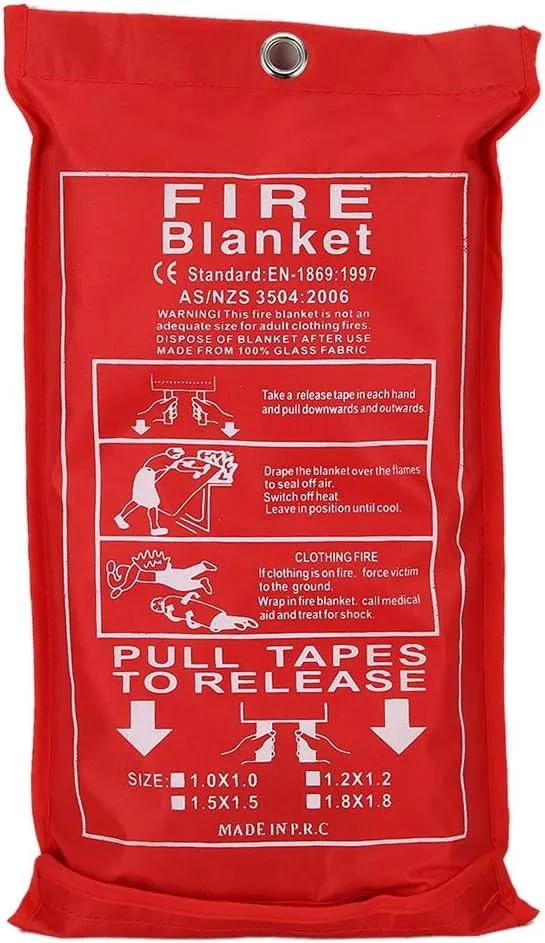 FIRE
Blanket
CE Standard:EN-1869:1997
AS/NZS 3504:2006
WARNING! This fire blanket is not an
adequate size for adult clothing fires.
DISPOSE OF BLANKET AFTER USE
MADE FROM 100% GLASS FABRIC
Take a release tape in each hand
and pull downwards and outwards.
Drape the blanket over the flames
to seal off air.
Switch off heat.
Leave in position until cool.
CLOTHING FIRE
If clothing is on fire. force victim
to the ground.
Wrap in fire blanket. call medical
aid and treat for shock.
PULL TAPES
TO RELEASE
SIZE: 1.0X1.0 1.2X1.2
1.5X1.5 1.8X1.8
MADE IN P.R.C